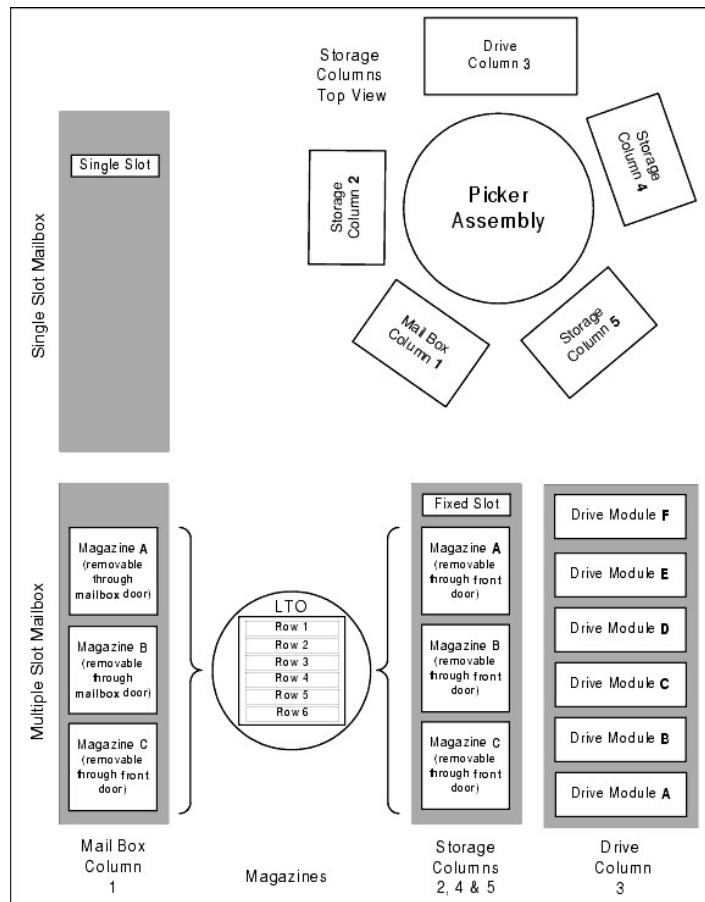 Storage
Columns
Top View
Drive
Column 3
Storage
Column 4
Storage
Column 2
Picker
Assembly
Mail Box
Column 1
Storage
Column 5
Single Slot Mailbox
Single Slot
Multiple Slot Mailbox
Magazine A
(removable
through
mailbox
door)
Magazine B
(removable
through
mailbox door)
Magazine C
(removable
through front
door)
LTO
Row 1
Row 2
Row 3
Row 4
Row 5
Row 6
Fixed Slot
Magazine A
(removable
through front
door)
Magazine B
(removable
through front
door)
Magazine C
(removable
through front
door)
Drive Module F
Drive Module E
Drive Module D
Drive Module C
Drive Module B
Drive Module A
Mail Box
Column
1
Magazines
Storage
Columns
2, 4 & 5
Drive
Column
3